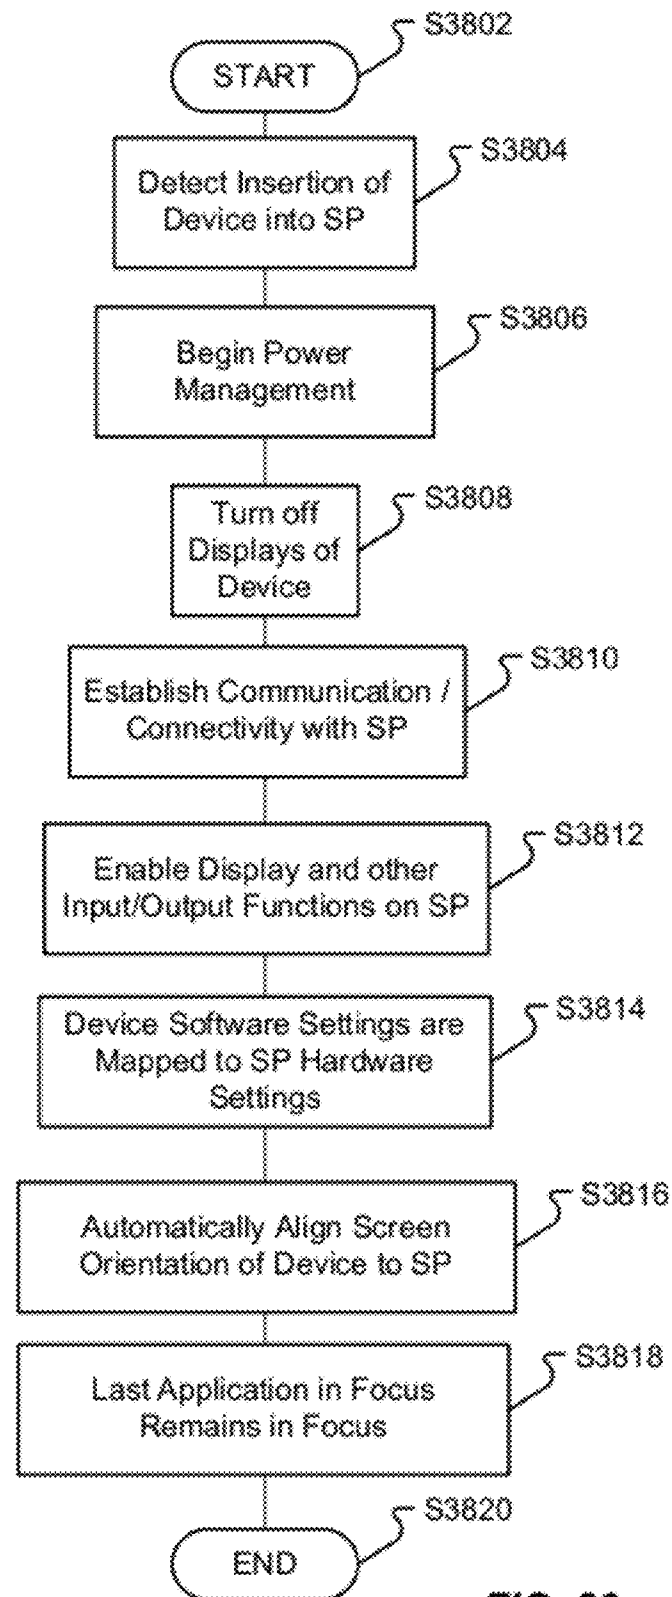 START
S3802
Detect Insertion of
Device into SP
S3804
Begin Power
Management
S3806
Turn off
Displays of
Device
S3808
Establish Communication /
Connectivity with SP
S3810
Enable Display and other
Input/Output Functions on SP
S3812
Device Software Settings are
Mapped to SP Hardware
Settings
S3814
Automatically Align Screen
Orientation of Device to SP
S3816
Last Application in Focus
Remains in Focus
S3818
END
S3820